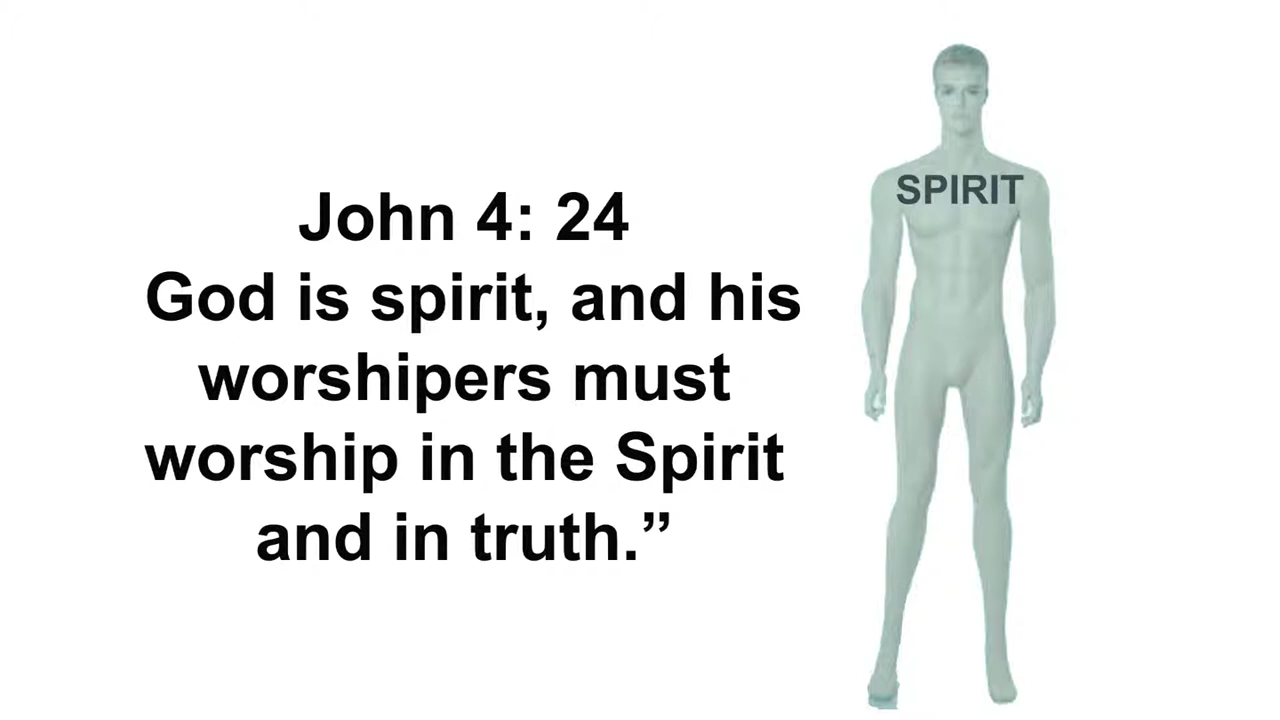 John 4: 24
God is spirit, and his
worshipers must
worship in the Spirit
and in truth.”
SPIRIT